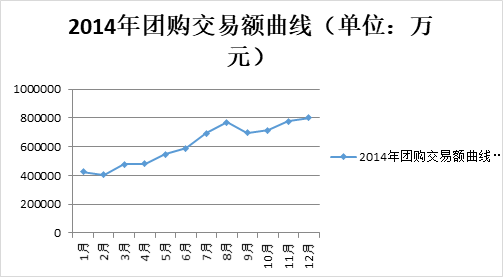 2014年团购交易额曲线（单位：万
元）
1000000
800000
600000
400000
200000
0
1月
2月
3月
4月
5月
6月
7月
8月
9月
10月
11月
12月
2014年团购交易额曲线…